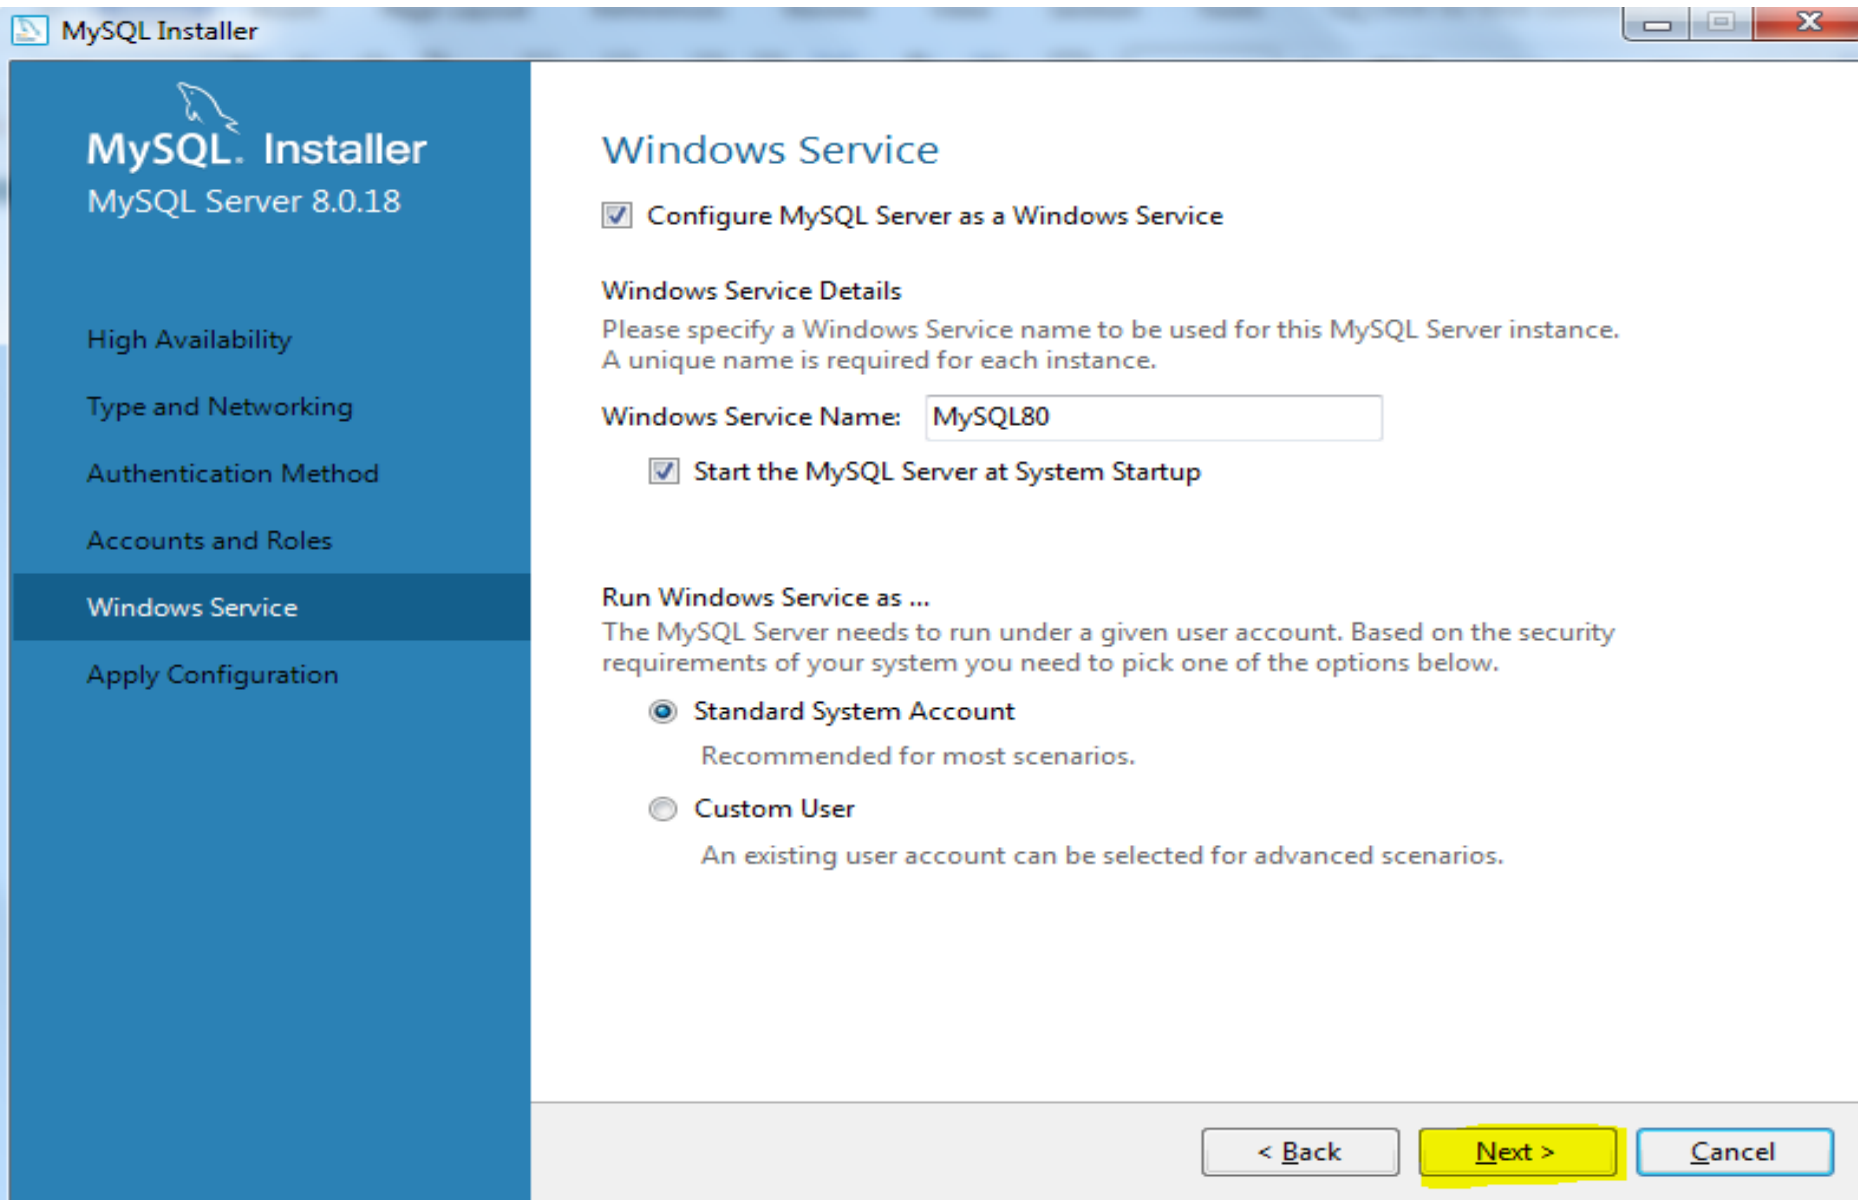 MySQL Installer
MySQL. Installer
MySQL Server 8.0.18
High Availability
Type and Networking
Authentication Method
Accounts and Roles
Windows Service
Apply Configuration
Windows Service
Configure MySQL Server as a Windows Service
Windows Service Details
Please specify a Windows Service name to be used for this MySQL Server instance.
A unique name is required for each instance.
Windows Service Name: MySQL80
Start the MySQL Server at System Startup
Run Windows Service as ...
The MySQL Server needs to run under a given user account. Based on the security
requirements of your system you need to pick one of the options below.
Standard System Account
Recommended for most scenarios.
Custom User
An existing user account can be selected for advanced scenarios.
< Back Next > Cancel